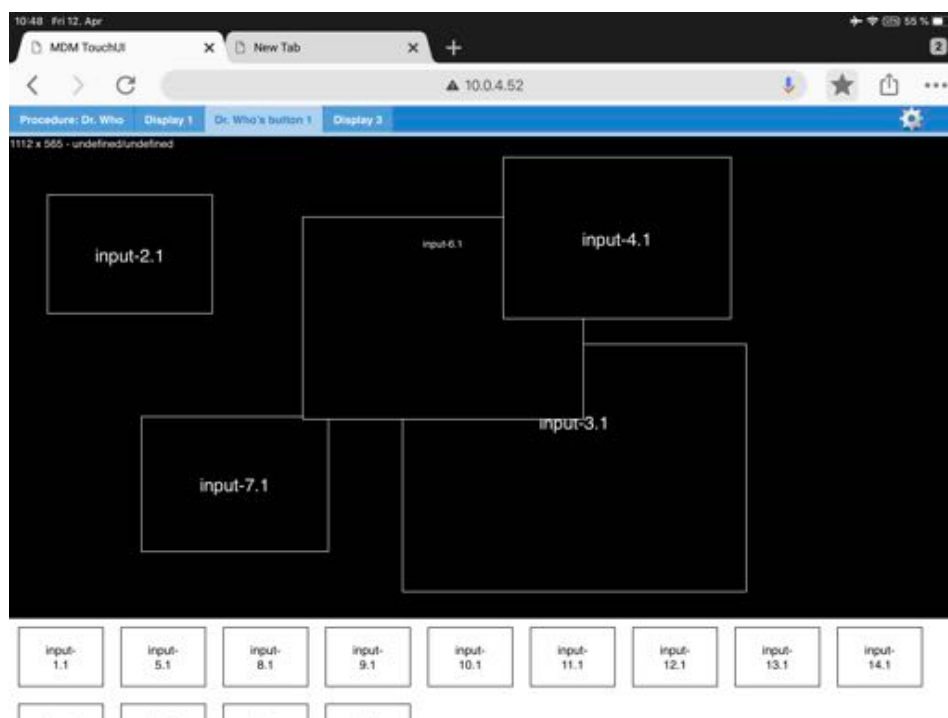 10:48 Fri 12. Apr
55 %
MDM TouchUI
New Tab
2
10.0.4.52
Procedure: Dr. Who Display 1 Dr. Who's button 1 Display 3
1112 x 565 - undefined/undefined
input-2.1
input-6.1
input-4.1
input-3.1
input-7.1
input-
1.1
input-
5.1
input-
8.1
input-
9.1
input-
10.1
input-
11.1
input-
12.1
input-
13.1
input-
14.1